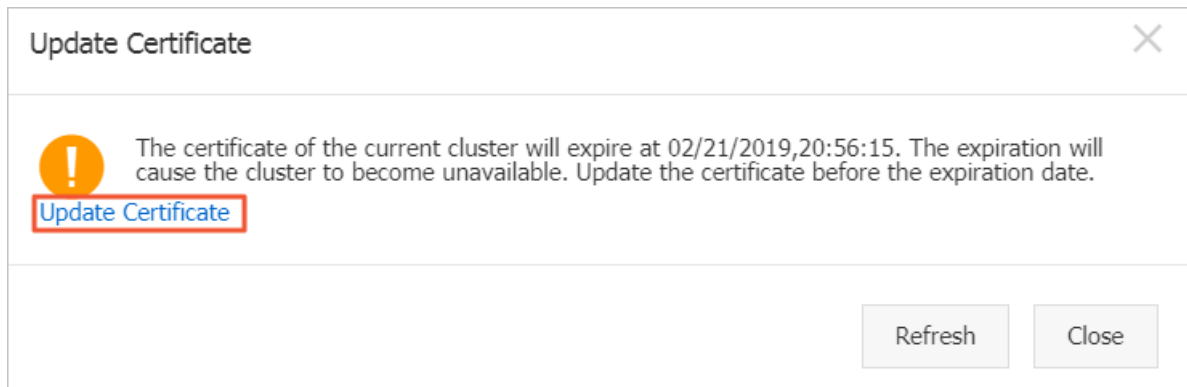 Update Certificate
The certificate of the current cluster will expire at 02/21/2019,20:56:15. The expiration will
cause the cluster to become unavailable. Update the certificate before the expiration date.
Update Certificate
Refresh
Close